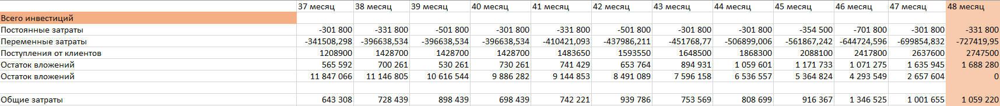 37 месяц 38 месяц 39 месяц 40 месяц 41 месяц 42 месяц 43 месяц 44 месяц 45 месяц 46 месяц 47 месяц 48 месяц
Всего инвестиций
Постоянные затраты -301 800 -331 800 -501 800 -301 800 -331 800 -501 800 -301 800 -301 800 -354 500 -701 800 -301 800 -331 800
Переменные затраты -341508,298 -396638,534 -396638,534 -396638,534 -410421,093 -437986,211 -451768,77 -506899,006 -561867,242 -644724,596 -699854,832 -727419,95
Поступления от клиентов 1208900 1428700 1428700 1428700 1483650 1593550 1648500 1868300 2088100 2417800 2637600 2747500
Остаток вложений 565 592 700 261 530 261 730 261 741 429 653 764 894 931 1 059 601 1 171 733 1 071 275 1 635 945 1 688 280
Остаток вложений 11 847 066 11 146 805 10 616 544 9 886 282 9 144 853 8 491 089 7 596 158 6 536 557 5 364 824 4 293 549 2 657 604 0
Общие затраты 643 308 728 439 898 439 698 439 742 221 939 786 753 569 808 699 916 367 1 346 525 1 001 655 1 059 220